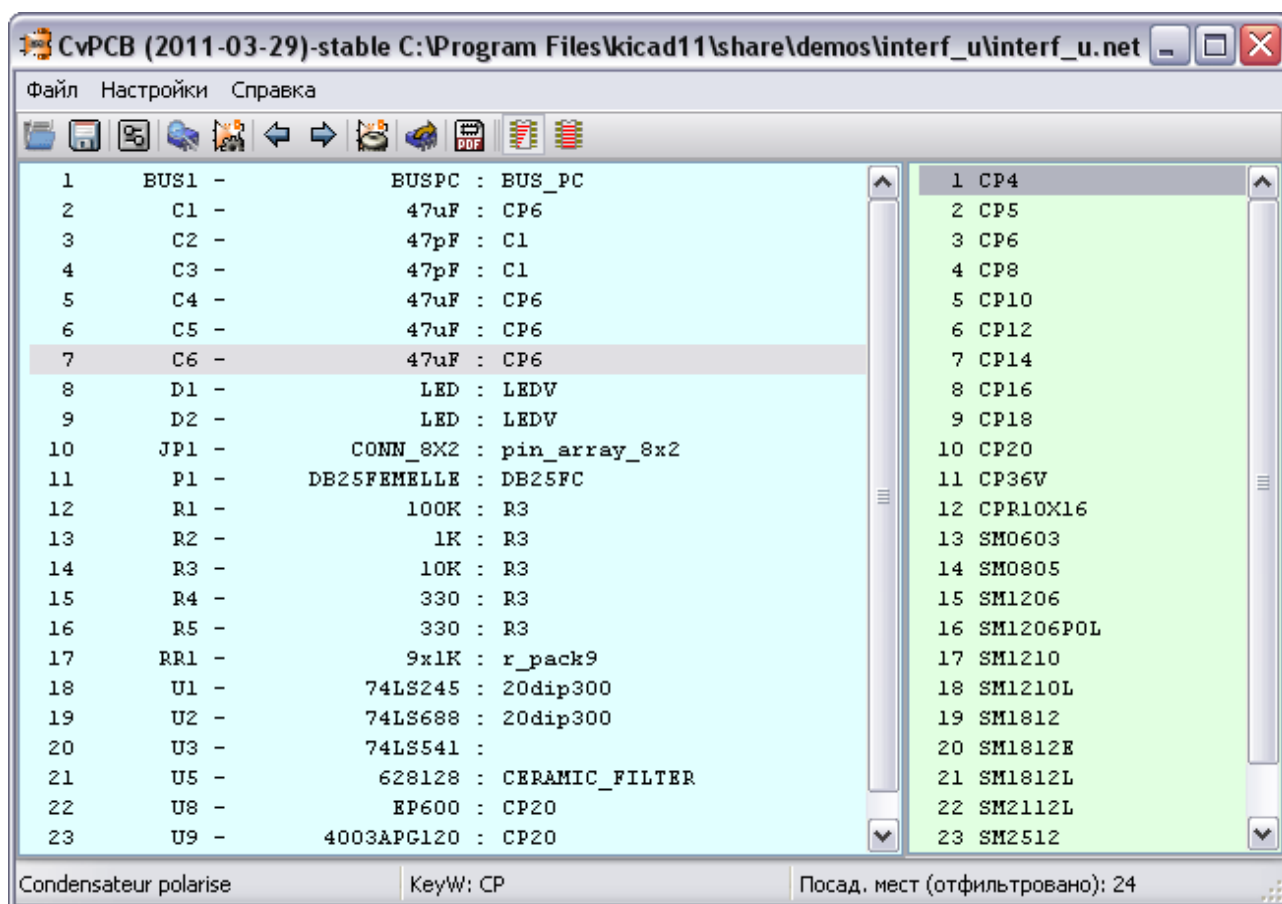 CvPCB (2011-03-29)-stable C:\Program Files\kicad11\share\demos\interf_u\interf_u.net
Файл Настройки Справка
PDF
1 BUS1 - BUSPC : BUS_PC
2 C1 - 47uF : CP6
3 C2 - 47pF : C1
4 C3 - 47pF : C1
5 C4 - 47uF : CP6
6 C5 - 47uF : CP6
7 C6 - 47uF : CP6
8 D1 - LED : LEDV
9 D2 - LED : LEDV
10 JP1 - CONN_8X2 : pin_array_8x2
11 P1 - DB25FEMELLE : DB25FC
12 R1 - 100K : R3
13 R2 - 1K : R3
14 R3 - 10K : R3
15 R4 - 330 : R3
16 R5 - 330 : R3
17 RR1 - 9x1K : r_pack9
18 U1 - 74LS245 : 20dip300
19 U2 - 74LS688 : 20dip300
20 U3 - 74LS541 :
21 U5 - 628128 : CERAMIC_FILTER
22 U8 - EP600 : CP20
23 U9 - 4003APG120 : CP20
1 CP4
2 CP5
3 CP6
4 CP8
5 CP10
6 CP12
7 CP14
8 CP16
9 CP18
10 CP20
11 CP36V
12 CPR10X16
13 SM0603
14 SM0805
15 SM1206
16 SM1206POL
17 SM1210
18 SM1210L
19 SM1812
20 SM1812E
21 SM1812L
22 SM2112L
23 SM2512
Condensateur polarise KeyW: CP Посад. мест (отфильтровано): 24